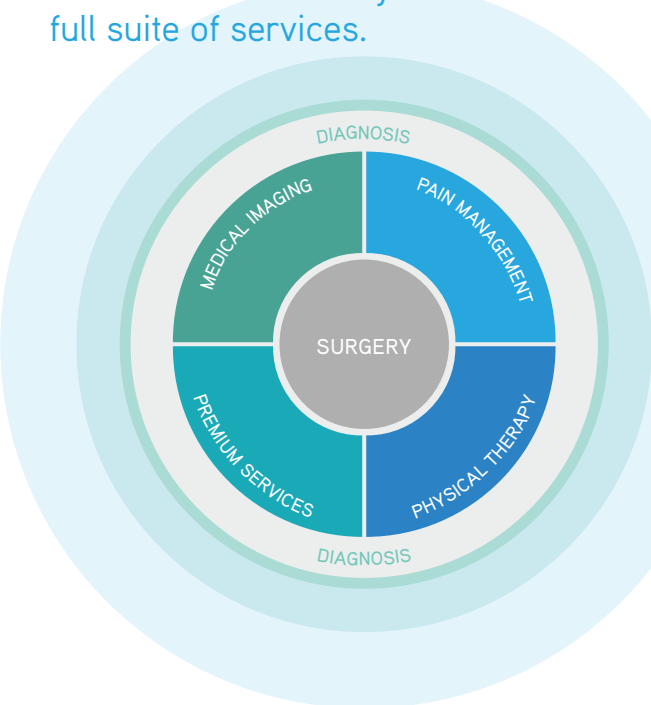 full suite of services.
DIAGNOSIS
MEDICAL IMAGING
PAIN MANAGEMENT
SURGERY
PREMIUM SERVICES
PHYSICAL THERAPY
DIAGNOSIS